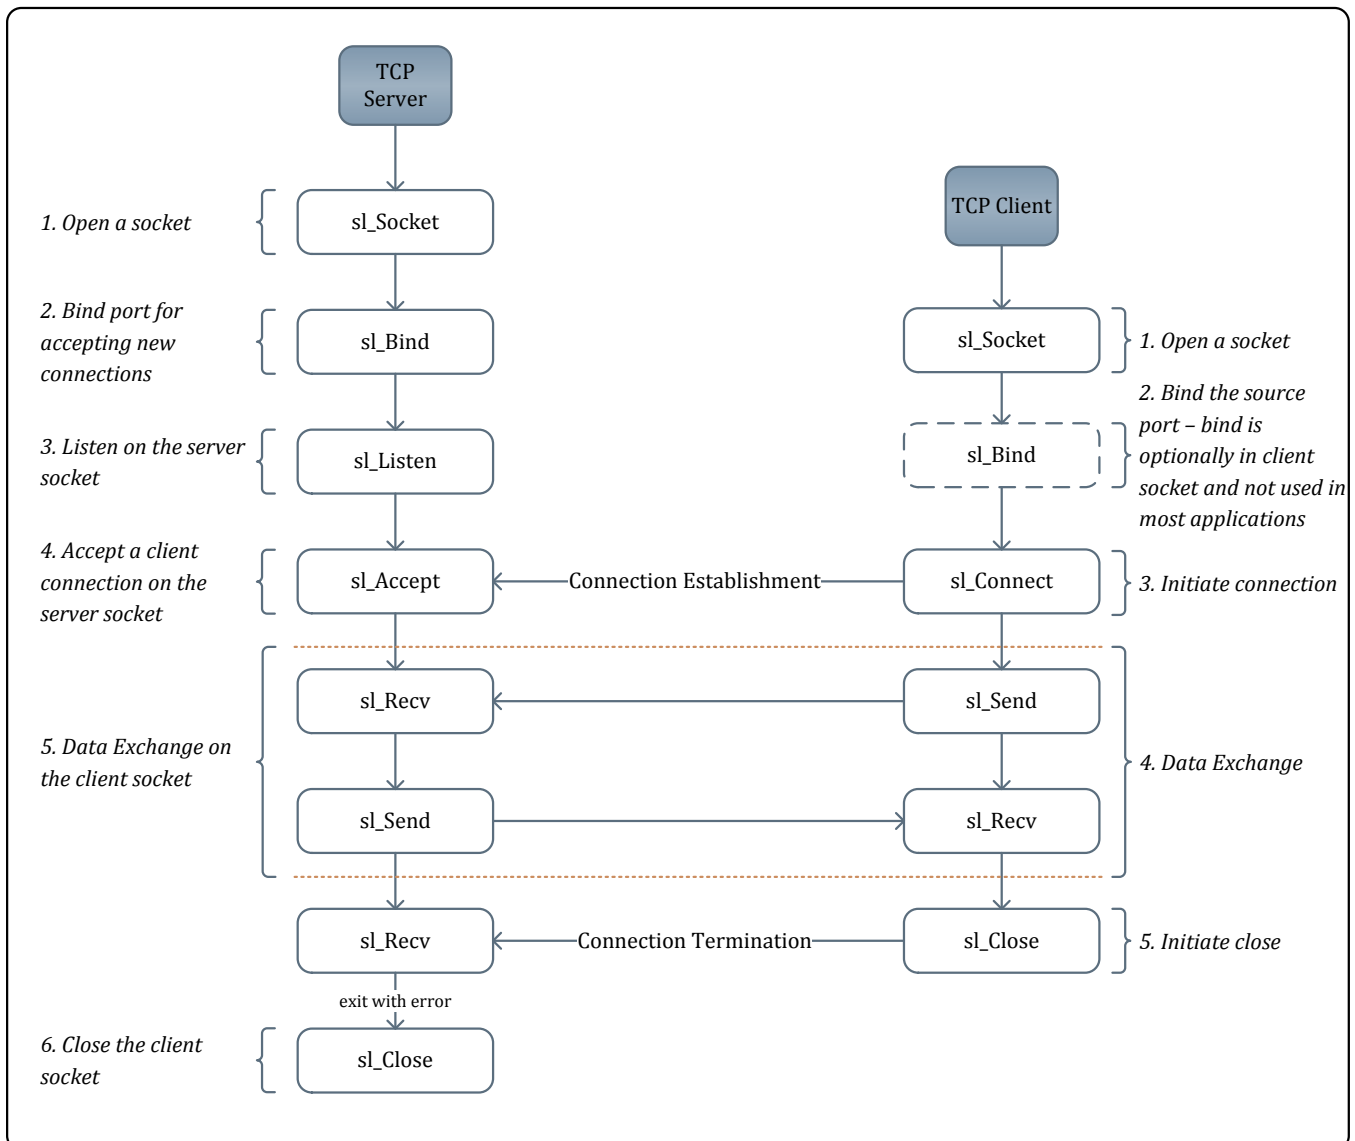 TCP
Server
TCP Client
1. Open a socket
sl_Socket
2. Bind port for
accepting new
connections
sl_Bind
sl_Socket
1. Open a socket
3. Listen on the server
socket
sl_Listen
sl_Bind
2. Bind the source
port – bind is
optionally in client
socket and not used in
most applications
4. Accept a client
connection on the
server socket
sl_Accept
Connection Establishment
sl_Connect
3. Initiate connection
5. Data Exchange on
the client socket
sl_Recv
sl_Send
sl_Send
sl_Recv
4. Data Exchange
sl_Recv
Connection Termination
sl_Close
5. Initiate close
exit with error
6. Close the client
socket
sl_Close